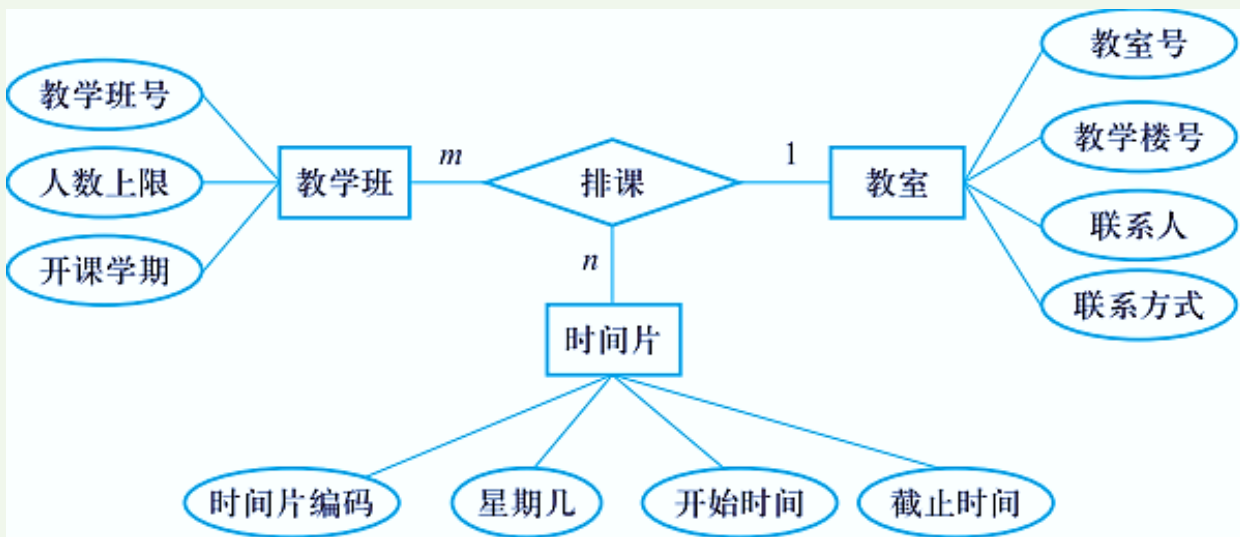 教室号
教学班号
教学楼号
人数上限
教学班
m
排课
1
教室
联系人
开课学期
n
联系方式
时间片
时间片编码
星期几
开始时间
截止时间